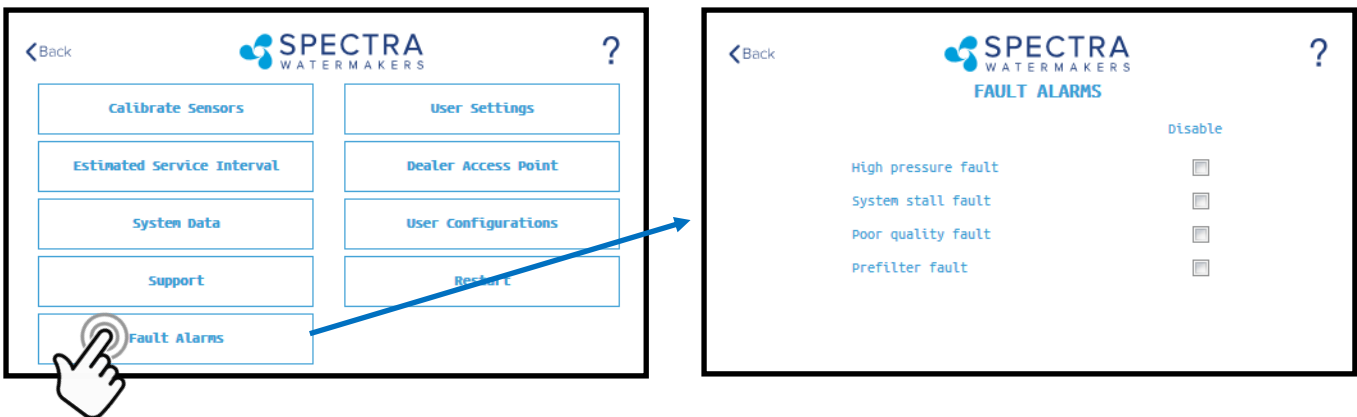 Back
SPECTRA
WATERMAKERS
?
Calibrate Sensors
User Settings
Estimated Service Interval
Dealer Access Point
System Data
User Configurations
Support
Restart
Fault Alarms
Back
SPECTRA
WATERMAKERS
?
FAULT ALARMS
Disable
High pressure fault
System stall fault
Poor quality fault
Prefilter fault